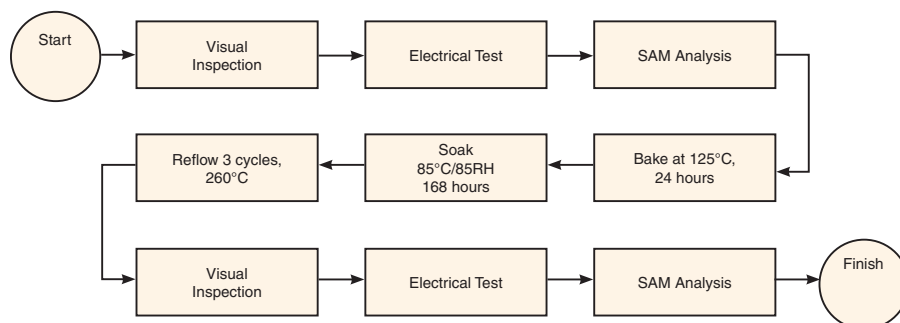 Start
Visual
Inspection
Electrical Test
SAM Analysis
Reflow 3 cycles,
260°C
Soak
85°C/85RH
168 hours
Bake at 125°C,
24 hours
Visual
Inspection
Electrical Test
SAM Analysis
Finish